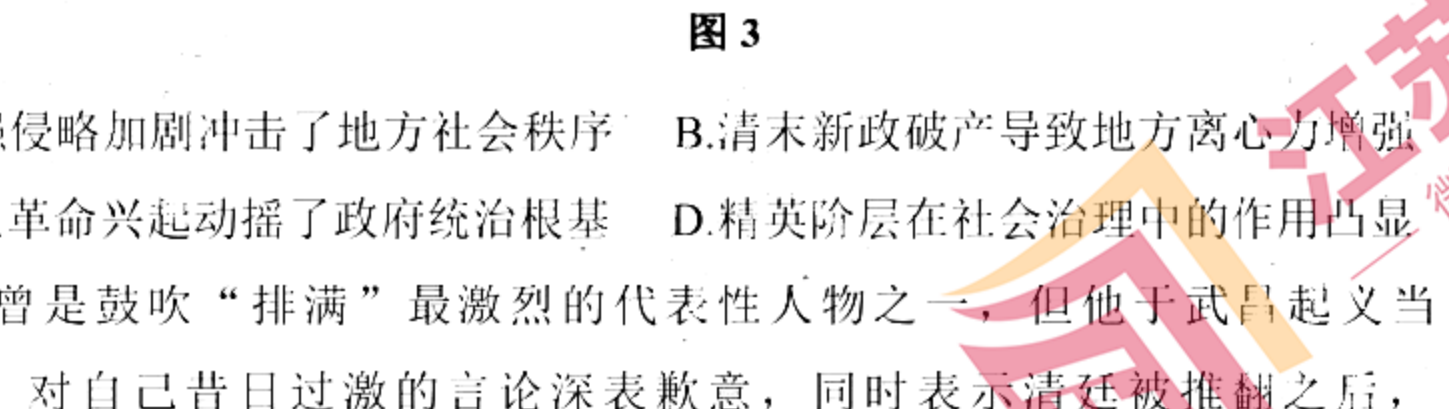 图 3
侵略加剧冲击了地方社会秩序 B.清末新政破产导致地方离心力增强
革命兴起动摇了政府统治根基 D.精英阶层在社会治理中的作用凸显
曾是鼓吹“排满”最激烈的代表性人物之一，但他于武昌起义当
对自己昔日过激的言论深表歉意，同时表示清廷被推翻之后，
江苏